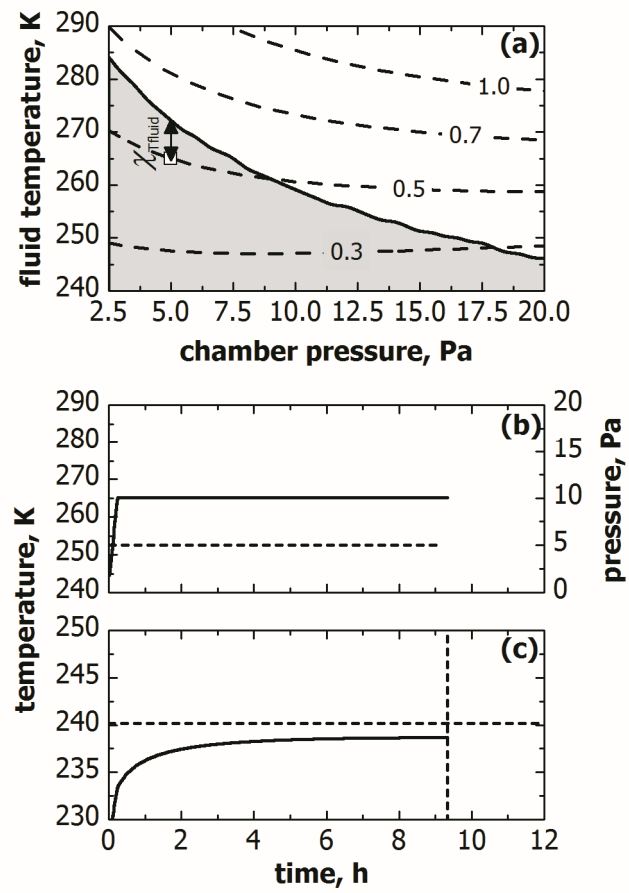 290
280
270
260
250
240
fluid temperature, K
(a)
1.0
0.7
0.5
0.3
χTfluid
2.5 5.0 7.5 10.0 12.5 15.0 17.5 20.0
chamber pressure, Pa
290
280
265
260
250
240
(b)
20
15
10
5
0
pressure, Pa
temperature, K
250
245
240
235
230
(c)
0 2 4 6 8 10 12
time, h